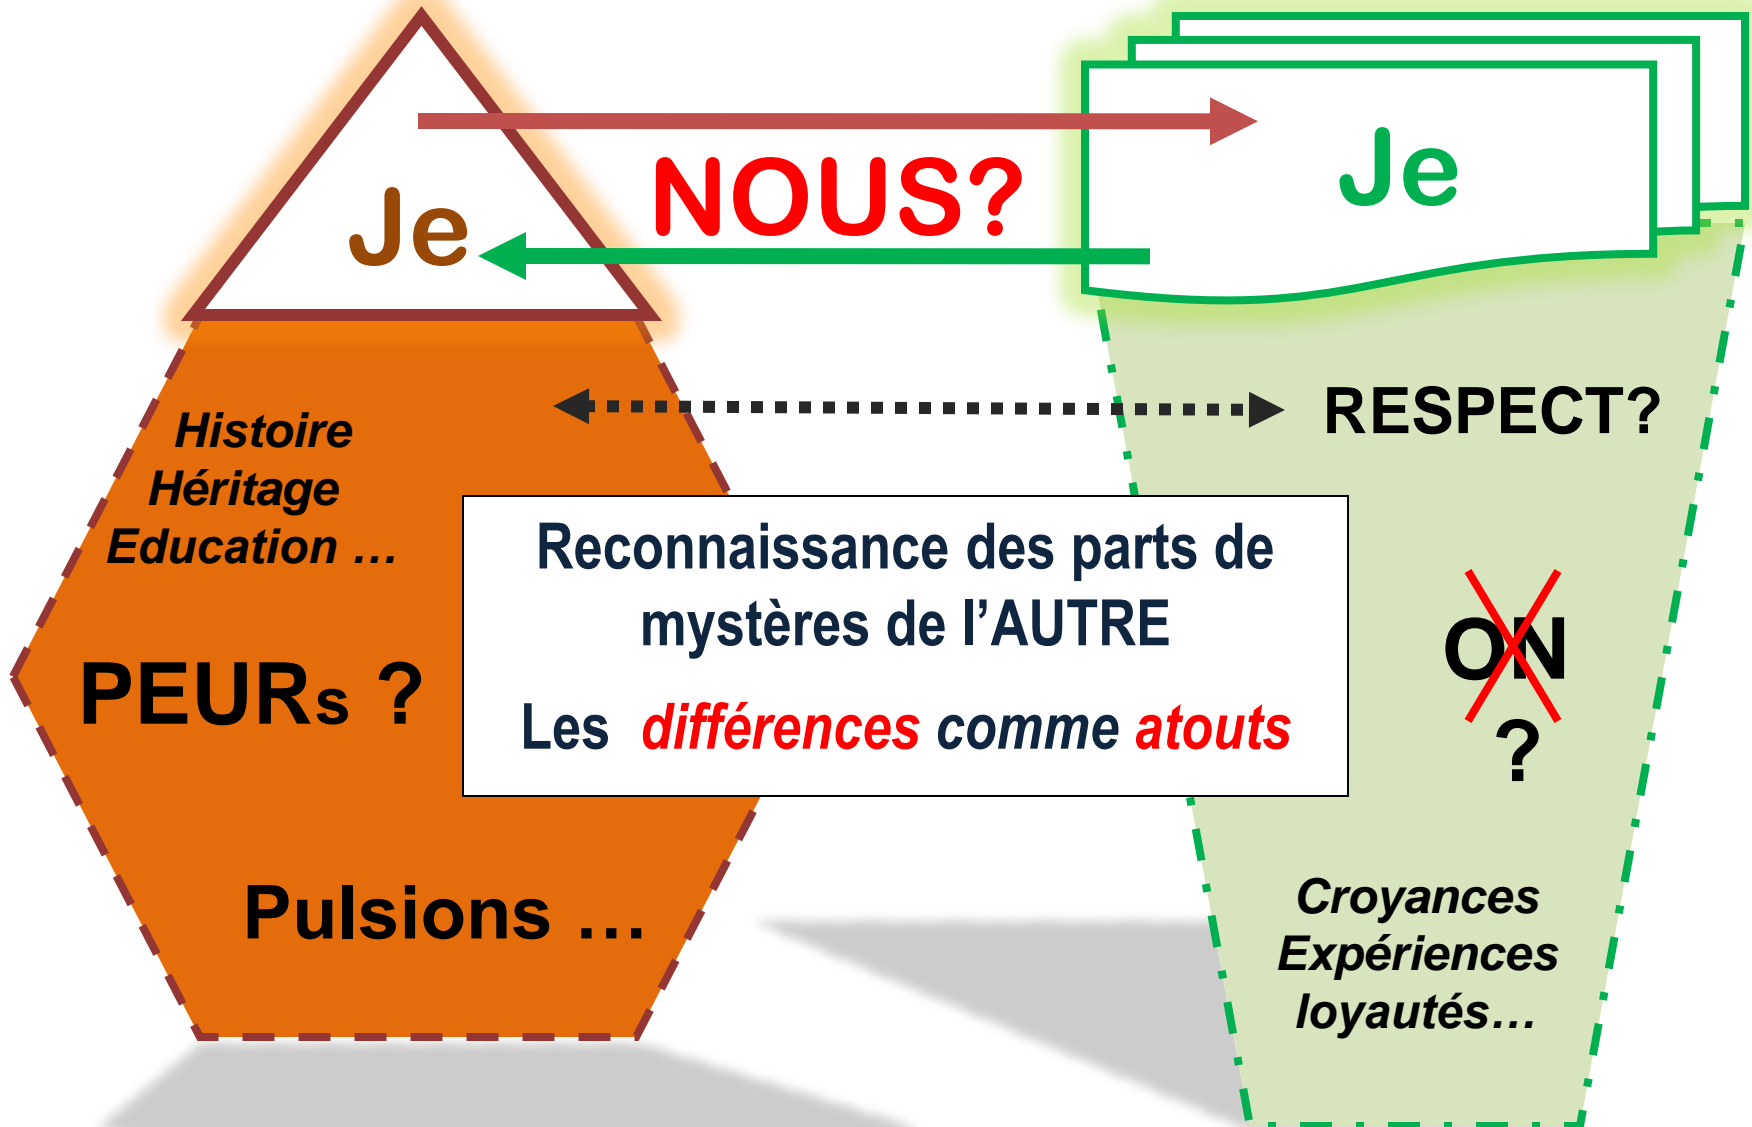 Je
NOUS?
Je
RESPECT?
Histoire
Héritage
Education …
Reconnaissance des parts de
mystères de l’AUTRE
Les différences comme atouts
PEURs ?
ON
?
Pulsions …
Croyances
Expériences
loyautés…